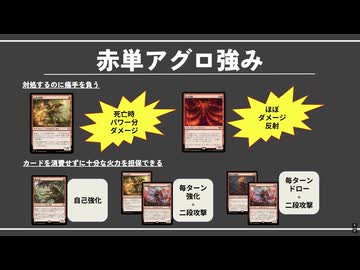 赤単アグロ強み
対処するのに痛手を負う
死亡時
パワー分
ダメージ
ほぼ
ダメージ
反射
カードを消費せずに十分な火力を担保できる
自己強化
毎ターン
強化
+
二段攻撃
毎ターン
ドロー
+
二段攻撃